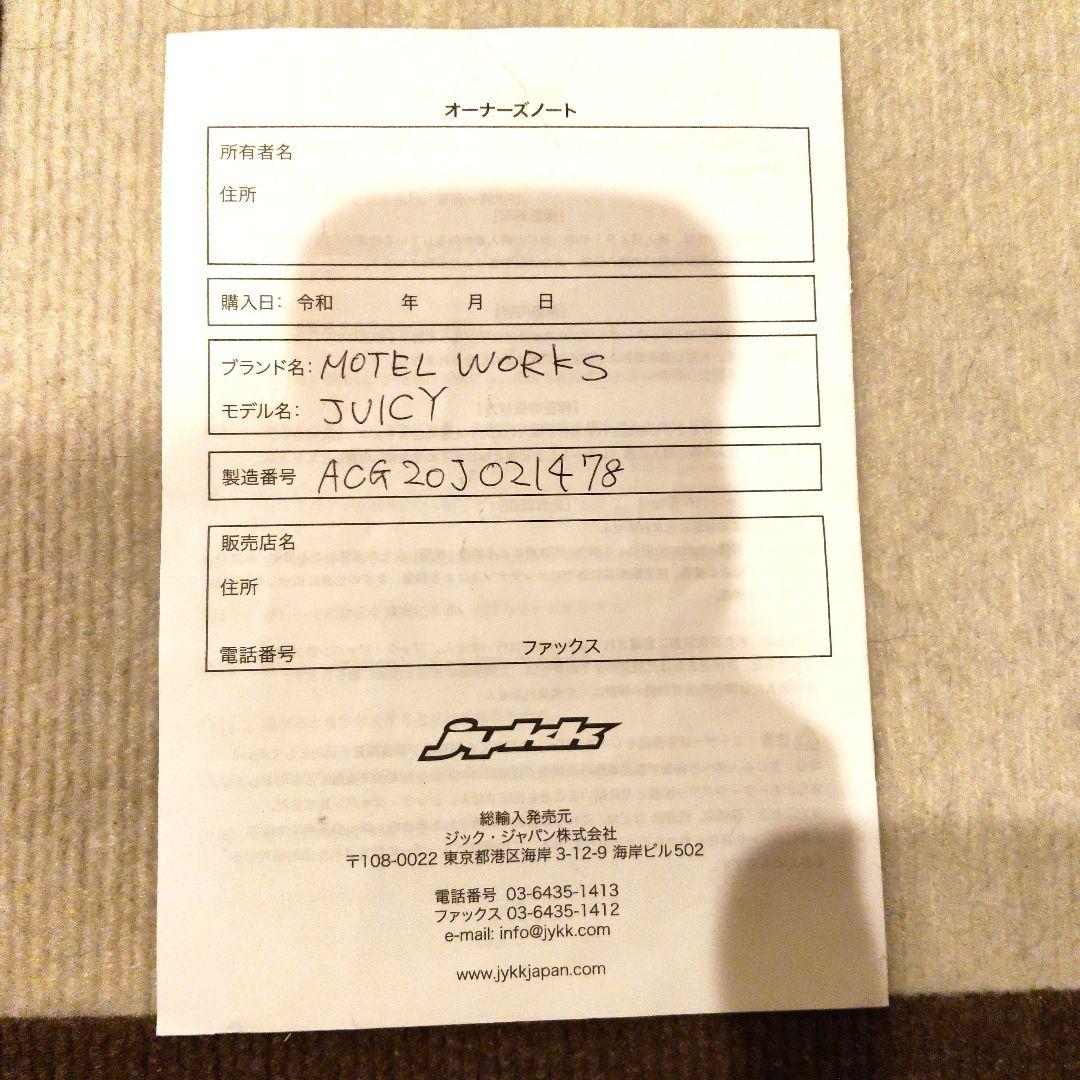 オーナーズノート
所有者名
住所
購入日： 令和 年 月 日
ブランド名： MOTEL WORKS
モデル名： JUICY
製造番号 ACG20J021478
販売店名
住所
電話番号 ファックス
jykk
総輸入発売元
ジック・ジャパン株式会社
〒108-0022 東京都港区海岸 3-12-9 海岸ビル502
電話番号 03-6435-1413
ファックス 03-6435-1412
e-mail: info@jykk.com
www.jykkjapan.com